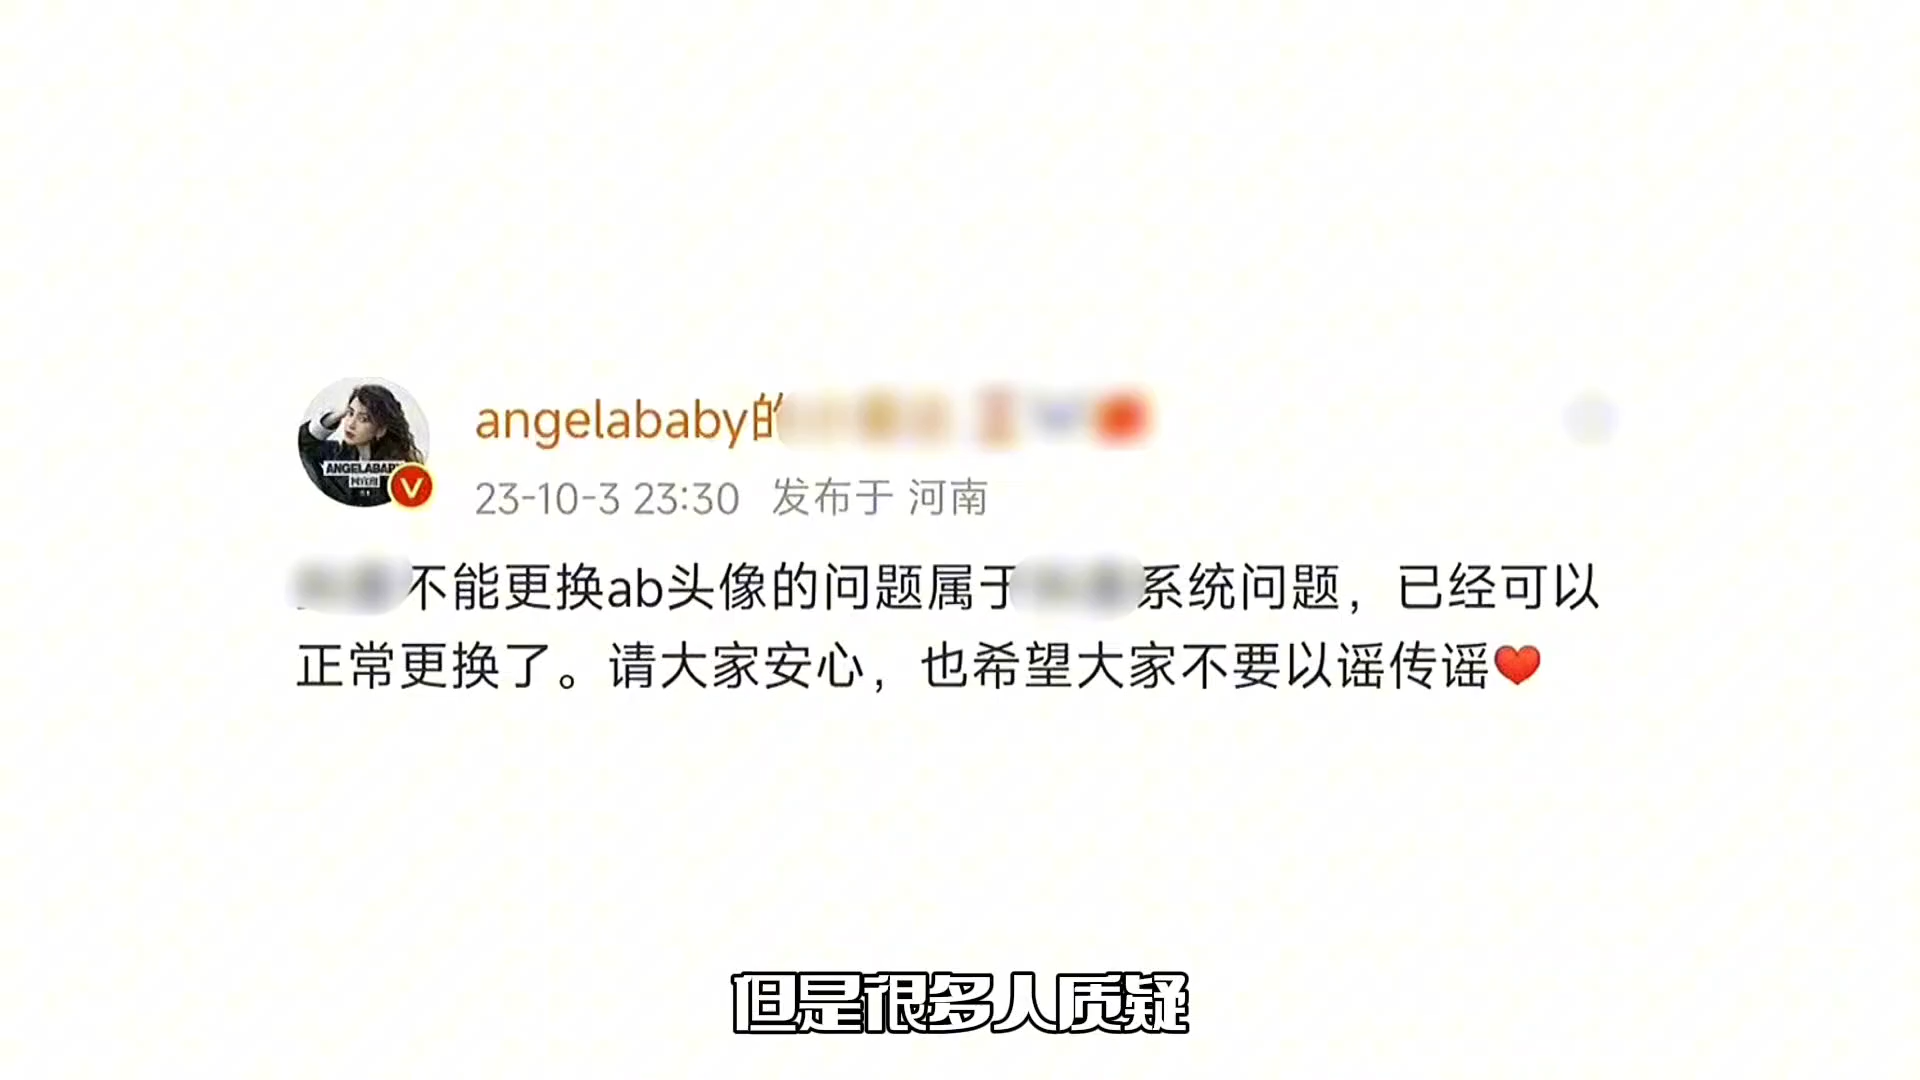 angelababy的
23-10-3 23:30 发布于 河南
不能更换ab头像的问题属于系统问题，已经可以
正常更换了。请大家安心，也希望大家不要以谣传谣❤️
ANGELABABY
但是很多人质疑